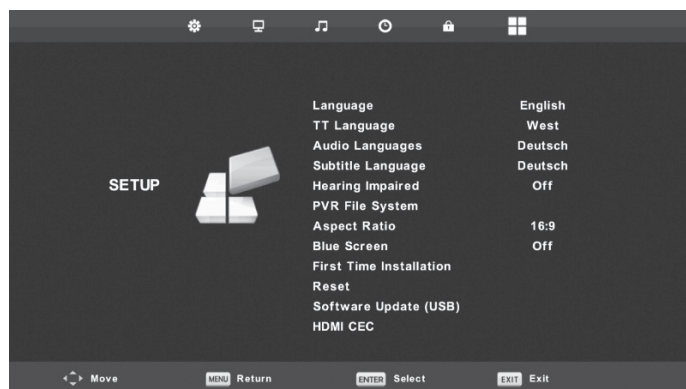 SETUP
Language English
TT Language West
Audio Languages Deutsch
Subtitle Language Deutsch
Hearing Impaired Off
PVR File System
Aspect Ratio 16:9
Blue Screen Off
First Time Installation
Reset
Software Update (USB)
HDMI CEC
Move MENU Return ENTER Select EXIT Exit